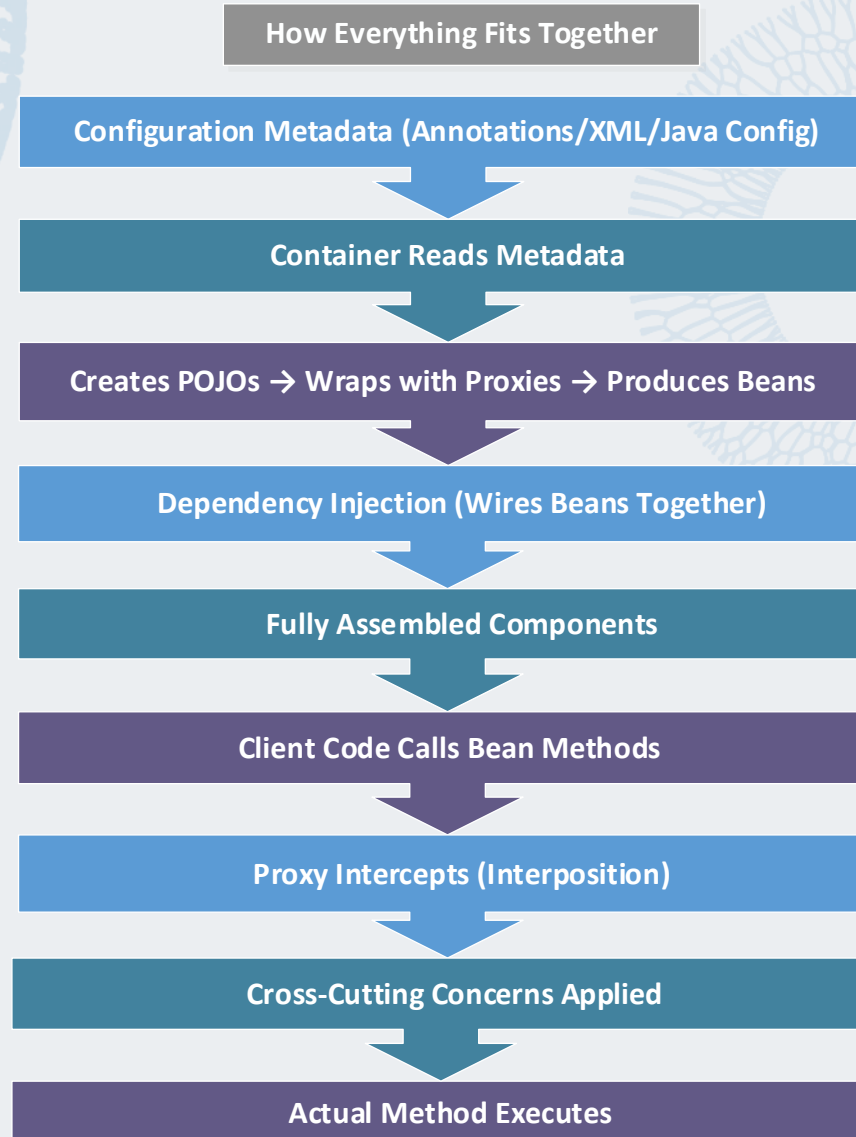 How Everything Fits Together
Configuration Metadata (Annotations/XML/Java Config)
Container Reads Metadata
Creates POJOs → Wraps with Proxies → Produces Beans
Dependency Injection (Wires Beans Together)
Fully Assembled Components
Client Code Calls Bean Methods
Proxy Intercepts (Interposition)
Cross-Cutting Concerns Applied
Actual Method Executes